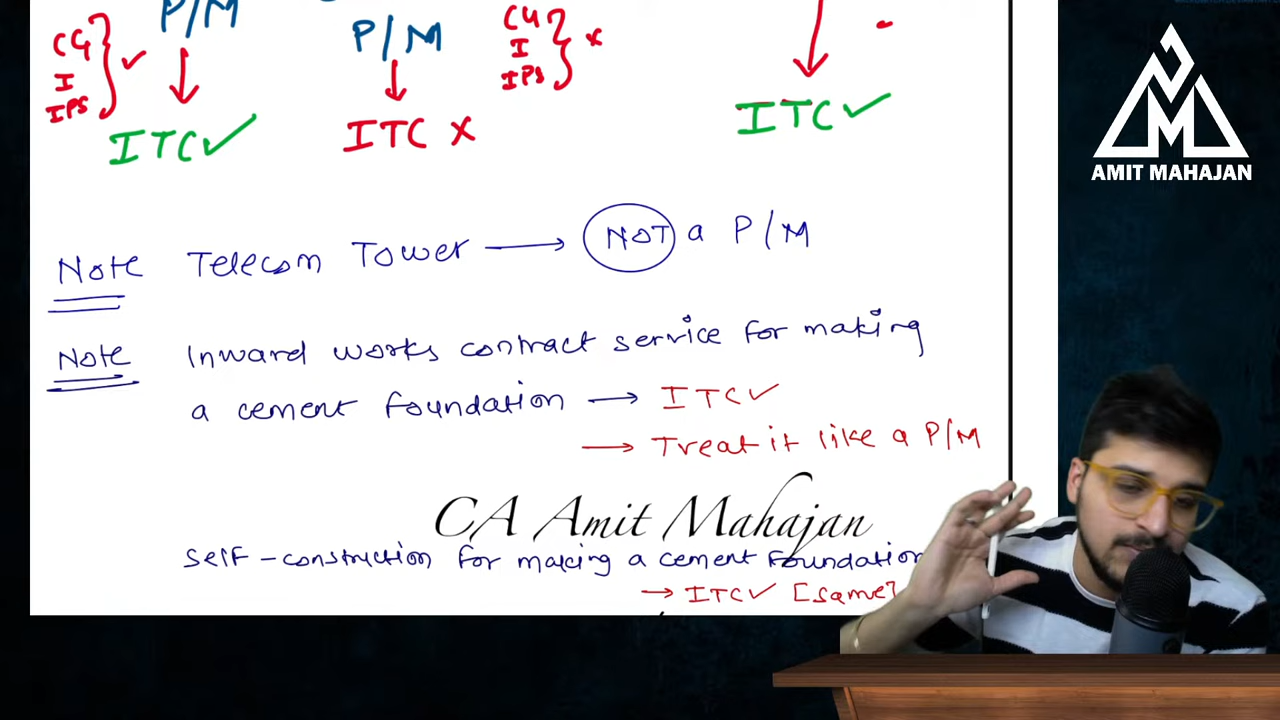 P/M
CG
I
IPS
ITC
P/M
ITC X
CG
I
IPS
x
ITC
AMIT MAHAJAN
Note Telecom Tower NOT a P/M
Note Inward works contract service for making
a cement foundation → ITC ✓
→ Treat it like a P/M
CA Amit Mahajan
self-construction for making a cement foundation
→ ITC ✓ [same]